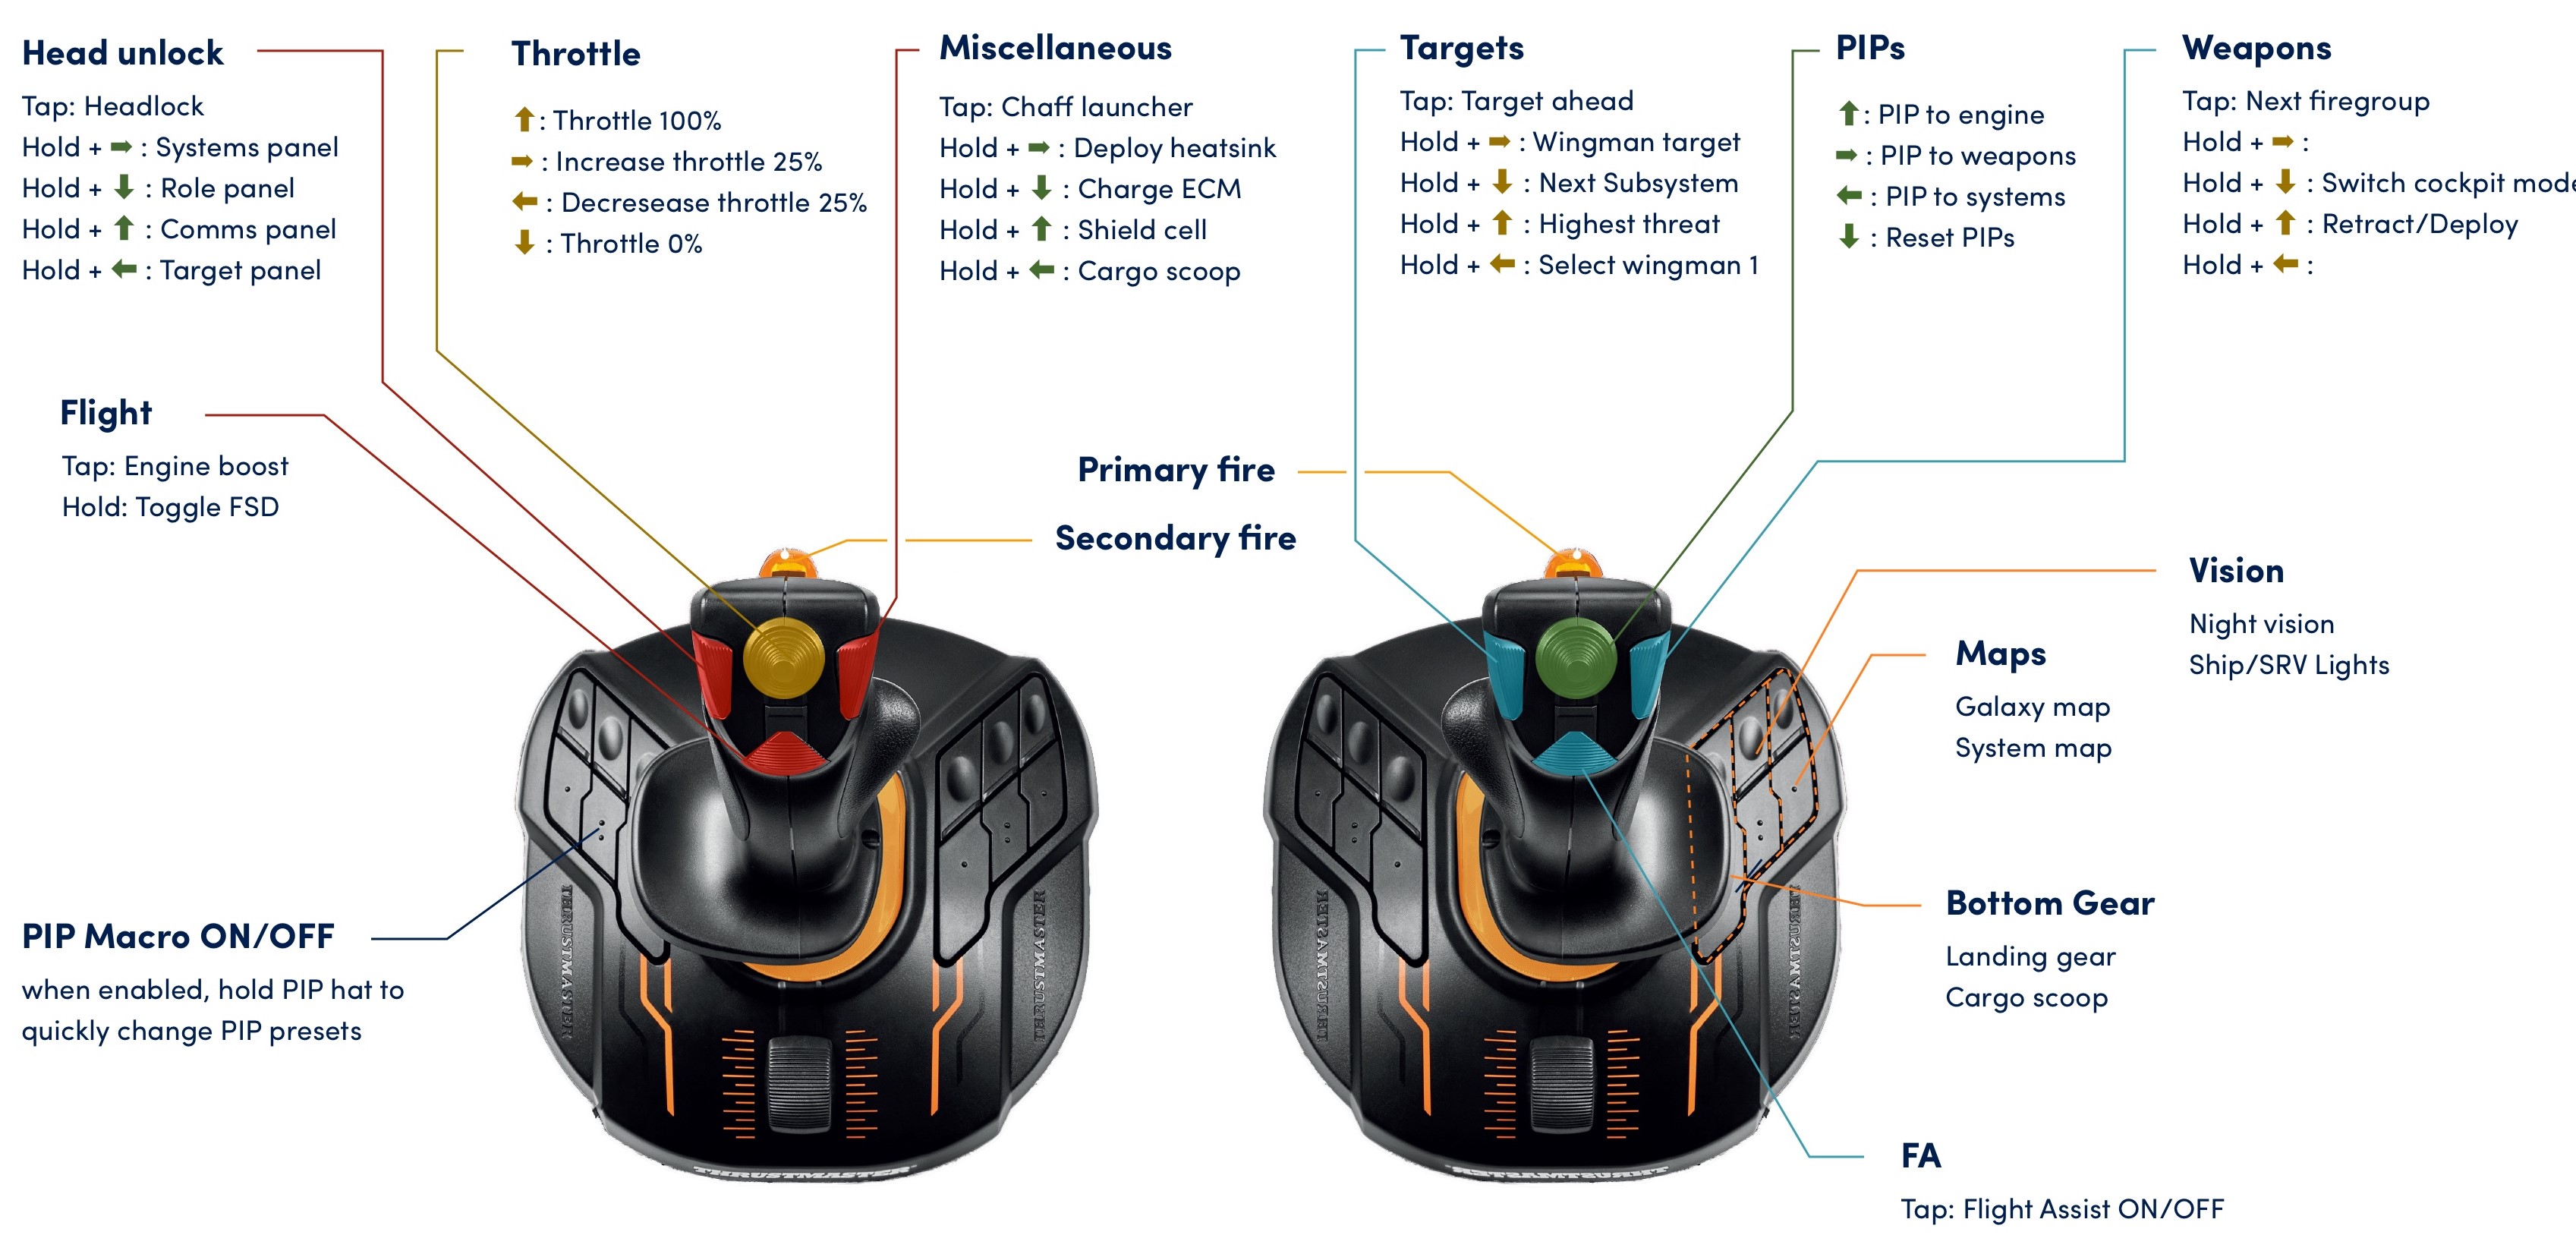 Head unlock
Tap: Headlock
Hold + ➡ : Systems panel
Hold + ⬇ : Role panel
Hold + ⬆ : Comms panel
Hold + ⬅ : Target panel
Throttle
⬆ : Throttle 100%
➡ : Increase throttle 25%
⬅ : Decresease throttle 25%
⬇ : Throttle 0%
Miscellaneous
Tap: Chaff launcher
Hold + ➡ : Deploy heatsink
Hold + ⬇ : Charge ECM
Hold + ⬆ : Shield cell
Hold + ⬅ : Cargo scoop
Targets
Tap: Target ahead
Hold + ➡ : Wingman target
Hold + ⬇ : Next Subsystem
Hold + ⬆ : Highest threat
Hold + ⬅ : Select wingman 1
PIPs
⬆ : PIP to engine
➡ : PIP to weapons
⬅ : PIP to systems
⬇ : Reset PIPs
Weapons
Tap: Next firegroup
Hold + ➡ :
Hold + ⬇ : Switch cockpit mode
Hold + ⬆ : Retract/Deploy
Hold + ⬅ :
Flight
Tap: Engine boost
Hold: Toggle FSD
Primary fire
Secondary fire
Vision
Night vision
Ship/SRV Lights
Maps
Galaxy map
System map
PIP Macro ON/OFF
when enabled, hold PIP hat to
quickly change PIP presets
Bottom Gear
Landing gear
Cargo scoop
FA
Tap: Flight Assist ON/OFF
THRUSTMASTER
THRUSTMASTER
THRUSTMASTER
THRUSTMASTER
THRUSTMASTER
THRUSTMASTER